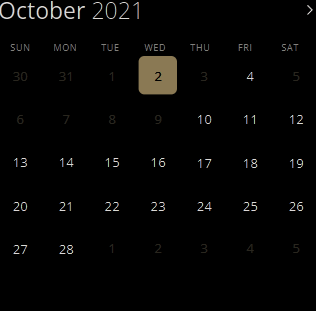 October 2021
SUN MON TUE WED THU FRI SAT
30 31 1 2 3 4 5
6 7 8 9 10 11 12
13 14 15 16 17 18 19
20 21 22 23 24 25 26
27 28 1 2 3 4 5